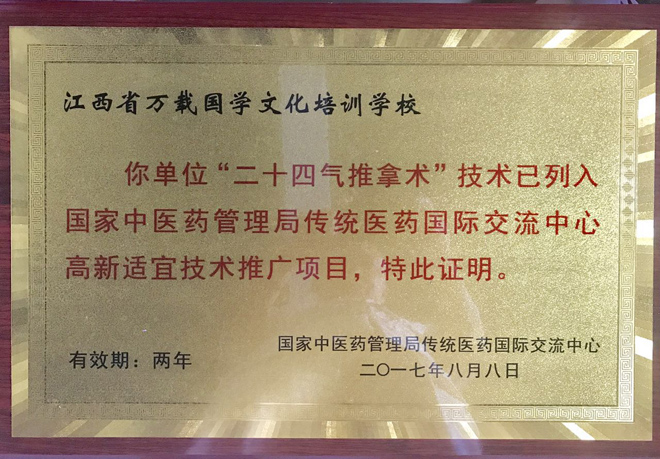 江西省万载国学文化培训学校
你单位“二十四气推拿术”技术已列入
国家中医药管理局传统医药国际交流中心
高新适宜技术推广项目，特此证明。
国家中医药管理局传统医药国际交流中心
有效期：两年
二〇一七年八月八日